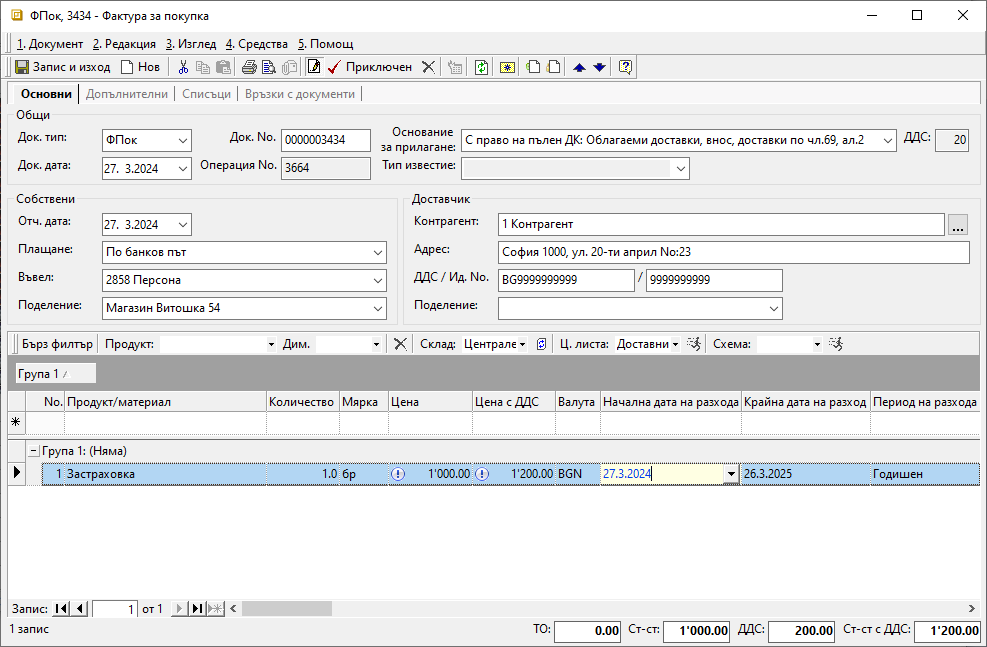 ФПок, 3434 - Фактура за покупка
1. Документ 2. Редакция 3. Изглед 4. Средства 5. Помощ
Запис и изход Нов Приключен
Основни Допълнителни Списъци Връзки с документи
Общи
Док. тип: ФПок Док. No. 0000003434 Основание за прилагане: С право на пълен ДК: Облагаеми доставки, внос, доставки по чл.69, ал.2 ДДС: 20
Док. дата: 27. 3.2024 Операция No. 3664 Тип известие:
Собствени
Отч. дата: 27. 3.2024
Плащане: По банков път
Въвел: 2858 Персона
Поделение: Магазин Витошка 54
Доставчик
Контрагент: 1 Контрагент ...
Адрес: София 1000, ул. 20-ти април No:23
ДДС / Ид. No. BG9999999999 / 9999999999
Поделение:
Бърз филтър Продукт: Дим. Склад: Централе Ц. листа: Доставни Схема:
Група 1
No. Продукт/материал Количество Мярка Цена Цена с ДДС Валута Начална дата на разхода Крайна дата на разход Период на разхода
Група 1: (Няма)
1 Застраховка 1.0 бр 1'000.00 1'200.00 BGN 27.3.2024 26.3.2025 Годишен
Запис: 1 от 1
1 запис ТО: 0.00 Ст-ст: 1'000.00 ДДС: 200.00 Ст-ст с ДДС: 1'200.00